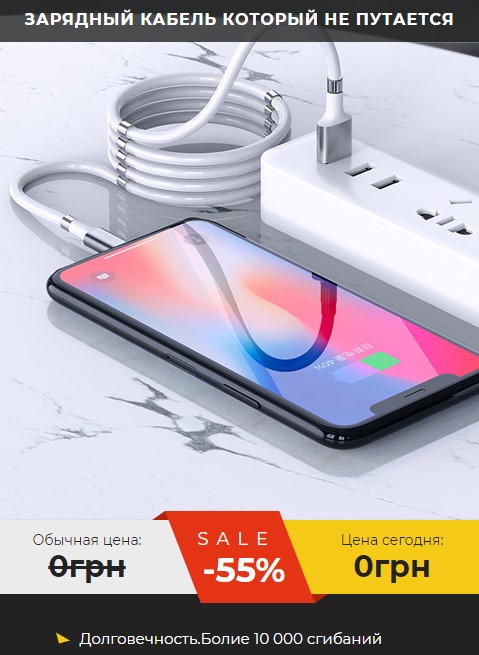 ЗАРЯДНЫЙ КАБЕЛЬ КОТОРЫЙ НЕ ПУТАЕТСЯ
Обычная цена:
0грн
SALE
-55%
Цена сегодня:
0грн
Долговечность.Болие 10 000 сгибаний